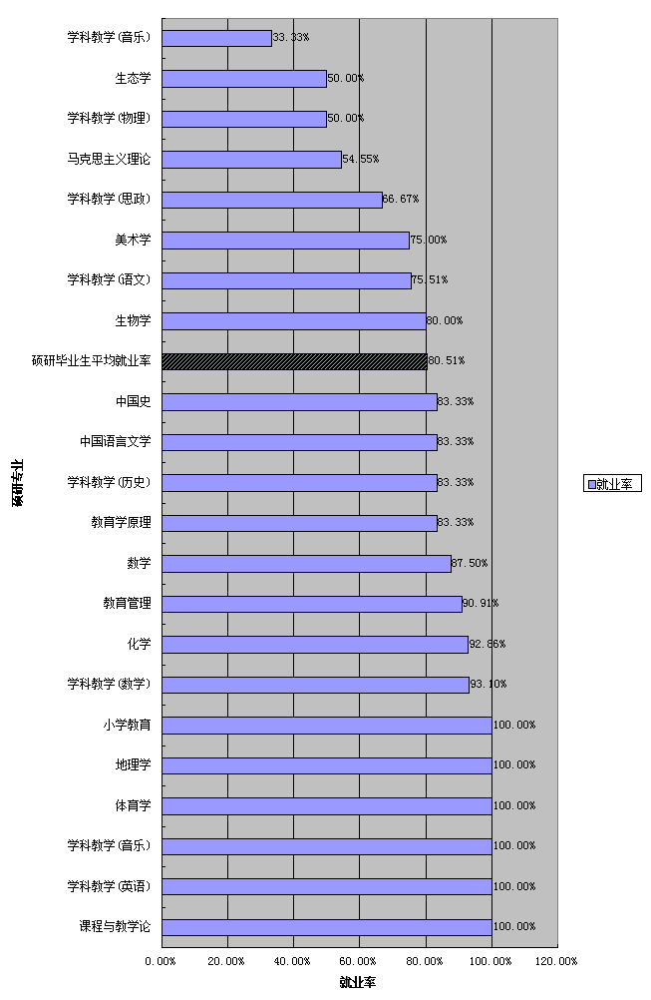 学科教学(音乐) 33.33%
生态学 50.00%
学科教学(物理) 50.00%
马克思主义理论 54.55%
学科教学(思政) 66.67%
美术学 75.00%
学科教学(语文) 75.51%
生物学 80.00%
硕研毕业生平均就业率 80.51%
中国史 83.33%
中国语言文学 83.33%
学科教学(历史) 83.33%
教育学原理 83.33%
数学 87.50%
教育管理 90.91%
化学 92.86%
学科教学(数学) 93.10%
小学教育 100.00%
地理学 100.00%
体育学 100.00%
学科教学(音乐) 100.00%
学科教学(英语) 100.00%
课程与教学论 100.00%
0.00% 20.00% 40.00% 60.00% 80.00% 100.00% 120.00%
就业率
硕研专业
就业率